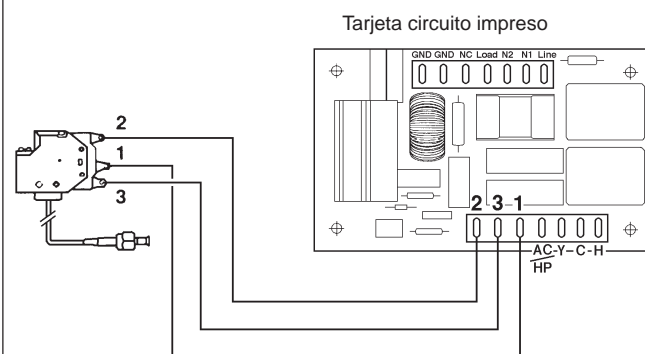 Tarjeta circuito impreso
GND GND NC Load N2 N1 Line
2
1
3
2 3 1
AC-Y-C-H
HP